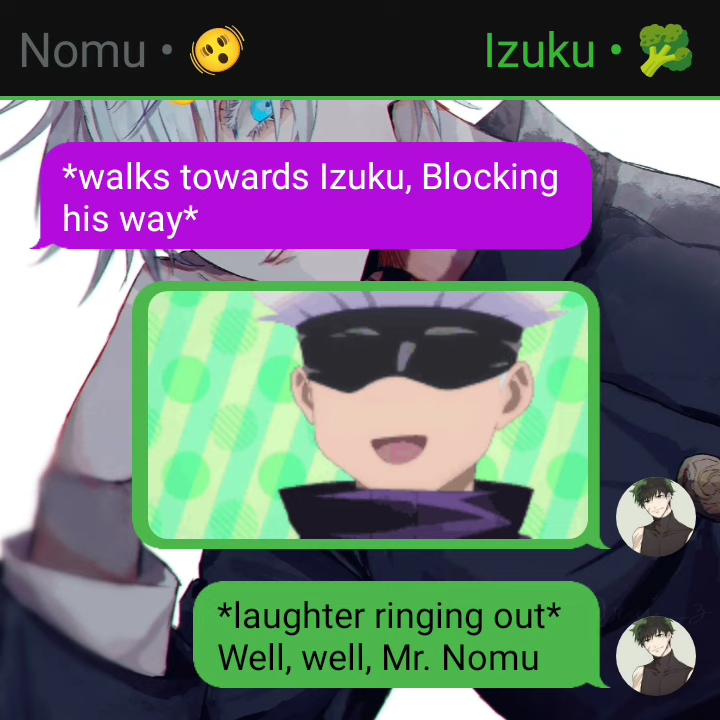 Nomu •
Izuku •
*walks towards Izuku, Blocking
his way*
*laughter ringing out*
Well, well, Mr. Nomu